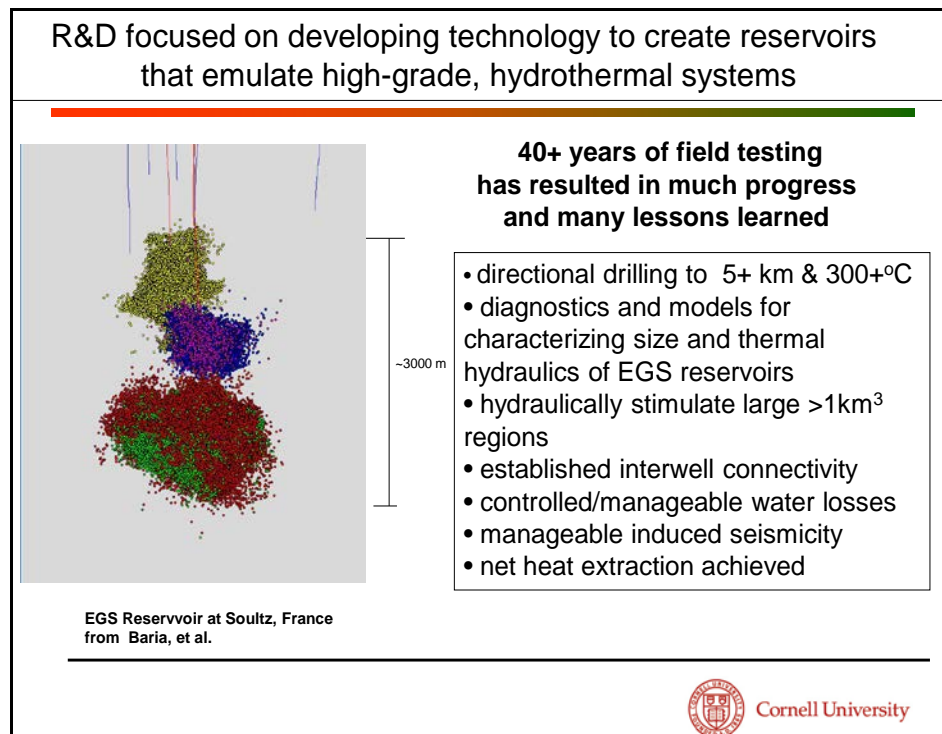 R&D focused on developing technology to create reservoirs
that emulate high-grade, hydrothermal systems
40+ years of field testing
has resulted in much progress
and many lessons learned
• directional drilling to 5+ km & 300+ºC
• diagnostics and models for
characterizing size and thermal
hydraulics of EGS reservoirs
• hydraulically stimulate large >1km³
regions
• established interwell connectivity
• controlled/manageable water losses
• manageable induced seismicity
• net heat extraction achieved
~3000 m
EGS Reservvoir at Soultz, France
from Baria, et al.
Cornell University